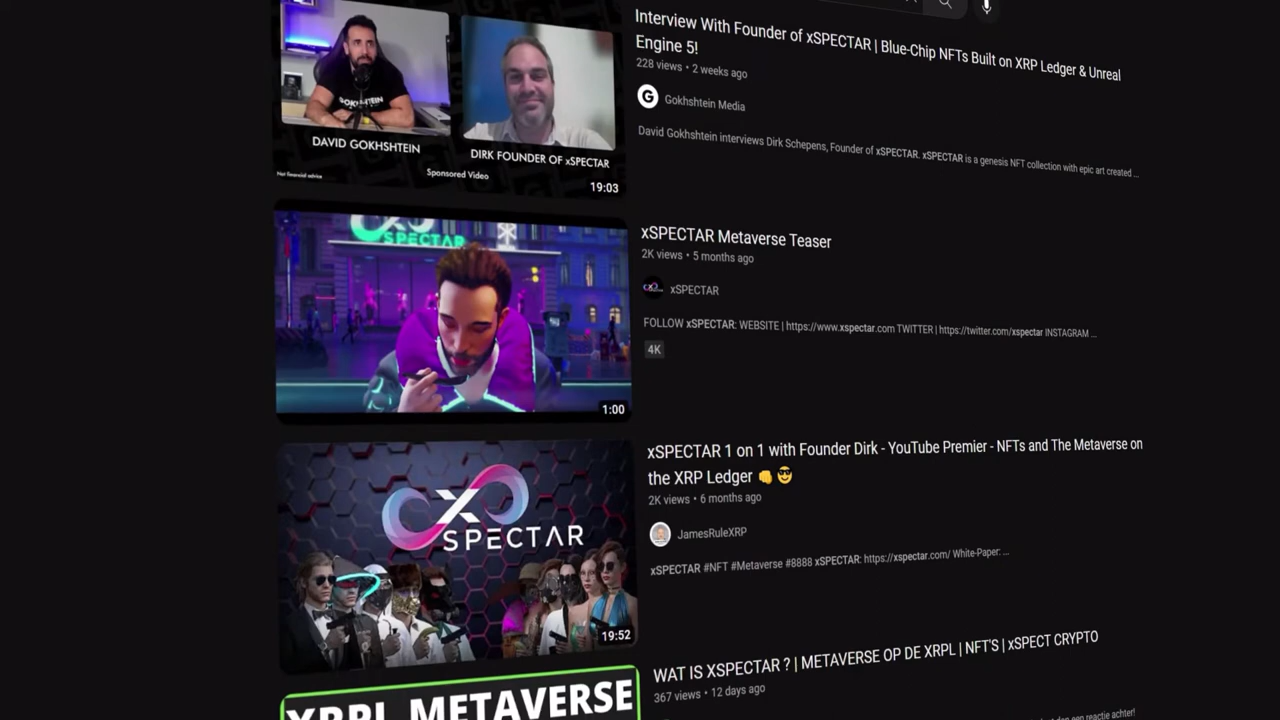 Interview With Founder of xSPECTAR | Blue-Chip NFTs Built on XRP Ledger & Unreal
Engine 5!
228 views • 2 weeks ago
G
Gokhshtein Media
David Gokhshtein interviews Dirk Schepens, Founder of xSPECTAR. xSPECTAR is a genesis NFT collection with epic art created ...
GOKHSHTEIN
DAVID GOKHSHTEIN
DIRK FOUNDER OF xSPECTAR
Not financial advice
Sponsored Video
19:03
SPECTAR
1:00
xSPECTAR Metaverse Teaser
2K views • 5 months ago
xSPECTAR
FOLLOW xSPECTAR: WEBSITE | https://www.xspectar.com TWITTER | https://twitter.com/xspectar INSTAGRAM ...
4K
X
SPECTAR
19:52
xSPECTAR 1 on 1 with Founder Dirk - YouTube Premier - NFTs and The Metaverse on
the XRP Ledger 👊😎
2K views • 6 months ago
JamesRuleXRP
xSPECTAR #NFT #Metaverse #8888 xSPECTAR: https://xspectar.com/ White-Paper: ...
XRPL METAVERSE
WAT IS XSPECTAR ? | METAVERSE OP DE XRPL | NFT'S | xSPECT CRYPTO
367 views • 12 days ago
een reactie achter!